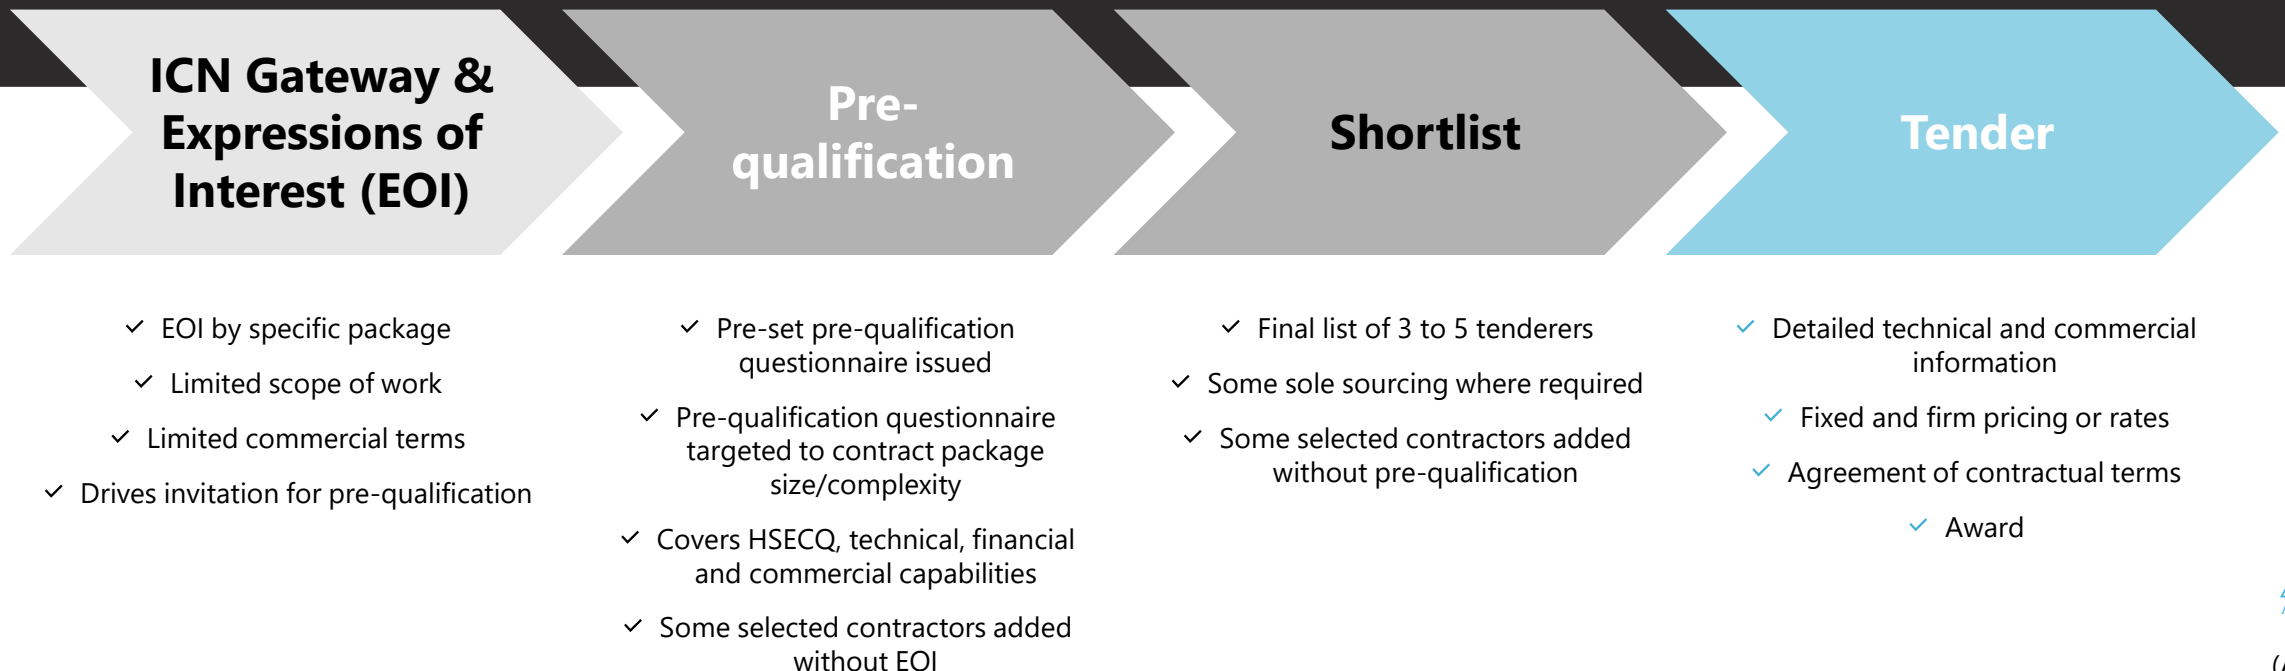 ICN Gateway &
Expressions of
Interest (EOI)
Pre-
qualification
Shortlist
Tender
✓ EOI by specific package
✓ Limited scope of work
✓ Limited commercial terms
✓ Drives invitation for pre-qualification
✓ Pre-set pre-qualification
questionnaire issued
✓ Pre-qualification questionnaire
targeted to contract package
size/complexity
✓ Covers HSECQ, technical, financial
and commercial capabilities
✓ Some selected contractors added
without EOI
✓ Final list of 3 to 5 tenderers
✓ Some sole sourcing where required
✓ Some selected contractors added
without pre-qualification
✓ Detailed technical and commercial
information
✓ Fixed and firm pricing or rates
✓ Agreement of contractual terms
✓ Award